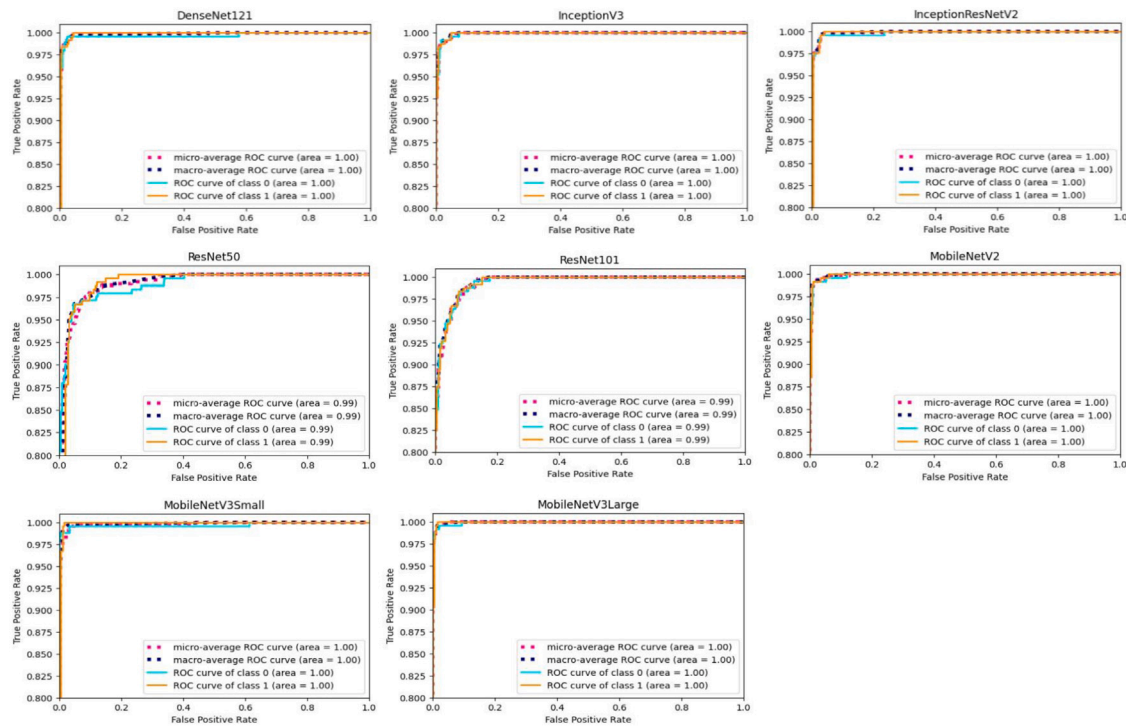 DenseNet121
True Positive Rate
1.000
0.975
0.950
0.925
0.900
0.875
0.850
0.825
0.800
micro-average ROC curve (area = 1.00)
macro-average ROC curve (area = 1.00)
ROC curve of class 0 (area = 1.00)
ROC curve of class 1 (area = 1.00)
0.0 0.2 0.4 0.6 0.8 1.0
False Positive Rate
InceptionV3
True Positive Rate
1.000
0.975
0.950
0.925
0.900
0.875
0.850
0.825
0.800
micro-average ROC curve (area = 1.00)
macro-average ROC curve (area = 1.00)
ROC curve of class 0 (area = 1.00)
ROC curve of class 1 (area = 1.00)
0.0 0.2 0.4 0.6 0.8 1.0
False Positive Rate
InceptionResNetV2
True Positive Rate
1.000
0.975
0.950
0.925
0.900
0.875
0.850
0.825
0.800
micro-average ROC curve (area = 1.00)
macro-average ROC curve (area = 1.00)
ROC curve of class 0 (area = 1.00)
ROC curve of class 1 (area = 1.00)
0.0 0.2 0.4 0.6 0.8 1.0
False Positive Rate
ResNet50
True Positive Rate
1.000
0.975
0.950
0.925
0.900
0.875
0.850
0.825
0.800
micro-average ROC curve (area = 0.99)
macro-average ROC curve (area = 0.99)
ROC curve of class 0 (area = 0.99)
ROC curve of class 1 (area = 0.99)
0.0 0.2 0.4 0.6 0.8 1.0
False Positive Rate
ResNet101
True Positive Rate
1.000
0.975
0.950
0.925
0.900
0.875
0.850
0.825
0.800
micro-average ROC curve (area = 0.99)
macro-average ROC curve (area = 0.99)
ROC curve of class 0 (area = 0.99)
ROC curve of class 1 (area = 0.99)
0.0 0.2 0.4 0.6 0.8 1.0
False Positive Rate
MobileNetV2
True Positive Rate
1.000
0.975
0.950
0.925
0.900
0.875
0.850
0.825
0.800
micro-average ROC curve (area = 1.00)
macro-average ROC curve (area = 1.00)
ROC curve of class 0 (area = 1.00)
ROC curve of class 1 (area = 1.00)
0.0 0.2 0.4 0.6 0.8 1.0
False Positive Rate
MobileNetV3Small
True Positive Rate
1.000
0.975
0.950
0.925
0.900
0.875
0.850
0.825
0.800
micro-average ROC curve (area = 1.00)
macro-average ROC curve (area = 1.00)
ROC curve of class 0 (area = 1.00)
ROC curve of class 1 (area = 1.00)
0.0 0.2 0.4 0.6 0.8 1.0
False Positive Rate
MobileNetV3Large
True Positive Rate
1.000
0.975
0.950
0.925
0.900
0.875
0.850
0.825
0.800
micro-average ROC curve (area = 1.00)
macro-average ROC curve (area = 1.00)
ROC curve of class 0 (area = 1.00)
ROC curve of class 1 (area = 1.00)
0.0 0.2 0.4 0.6 0.8 1.0
False Positive Rate